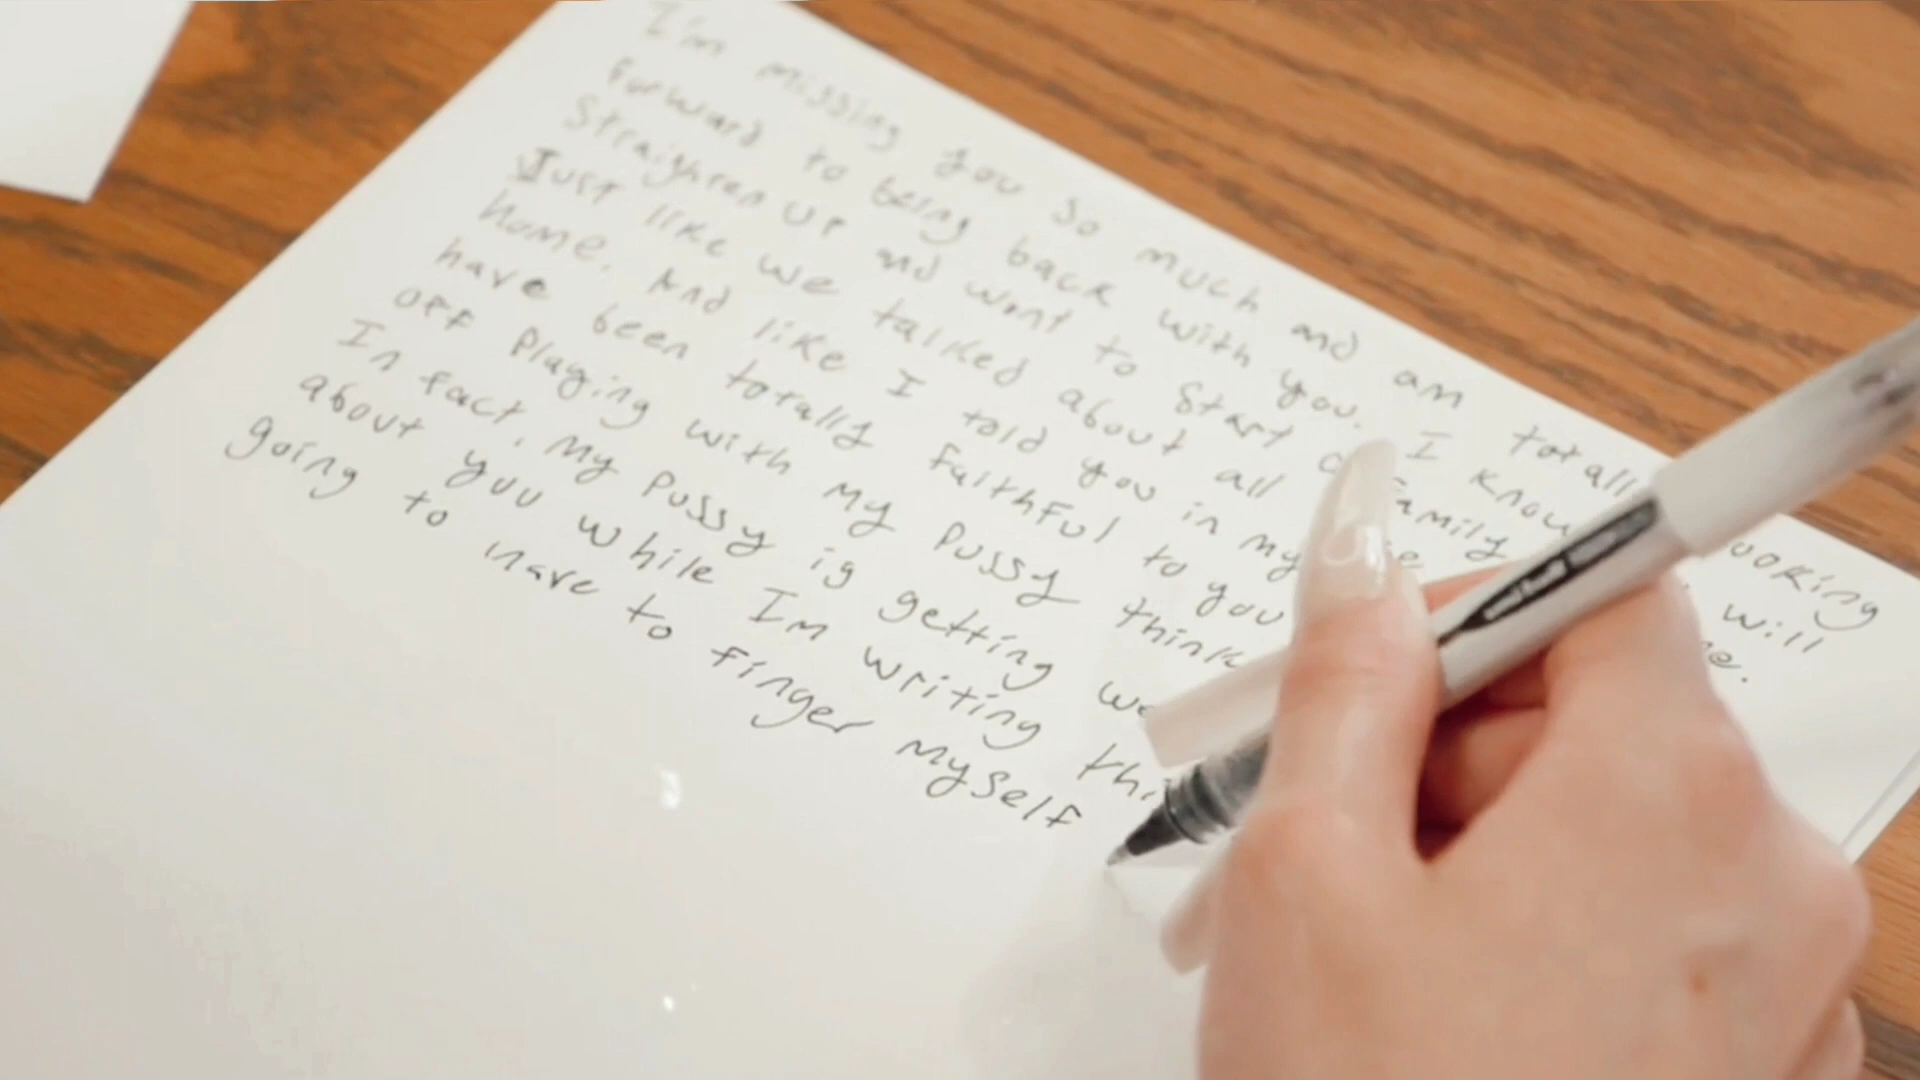 I'm missing you so much and am
Forward to being back with you. I know will
Straighten UP and want to Start a family
Just like we talked about all
home. And like I told you in my
have been totally Faithful to you
off Playing with my Pussy
In fact, my Pussy is getting
about you while Im writing
going to have to finger myself